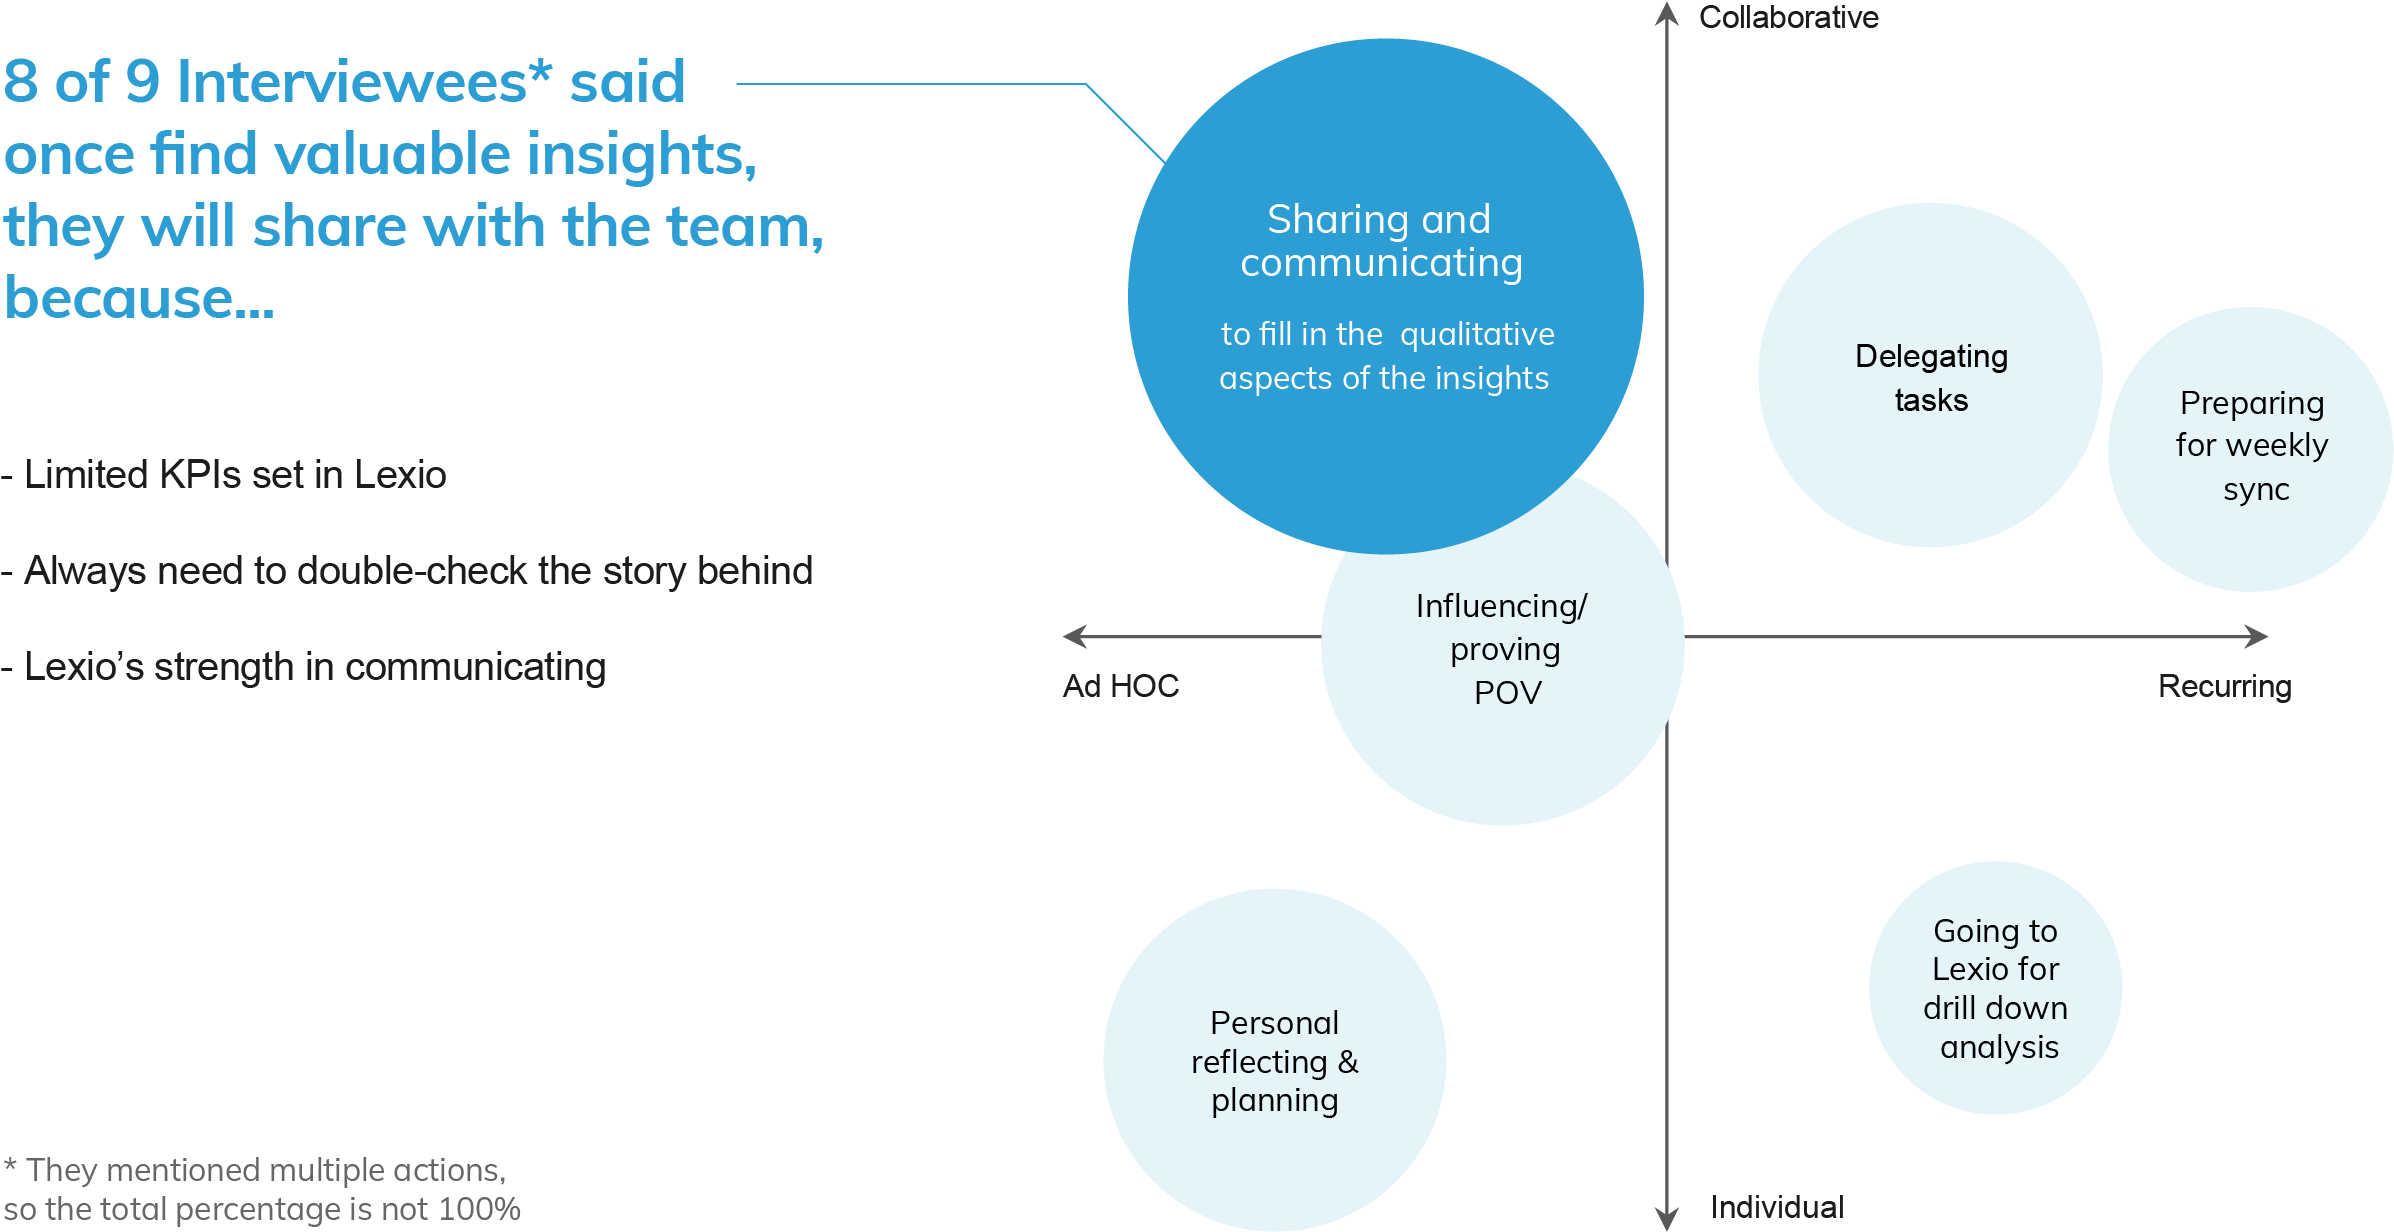 8 of 9 Interviewees* said
once find valuable insights,
they will share with the team,
because...
- Limited KPIs set in Lexio
- Always need to double-check the story behind
- Lexio’s strength in communicating
* They mentioned multiple actions,
so the total percentage is not 100%
Collaborative
Sharing and
communicating
to fill in the  qualitative
aspects of the insights
Delegating
tasks
Preparing
for weekly
sync
Influencing/
proving
POV
Ad HOC
Recurring
Personal
reflecting &
planning
Going to
Lexio for
drill down
analysis
Individual